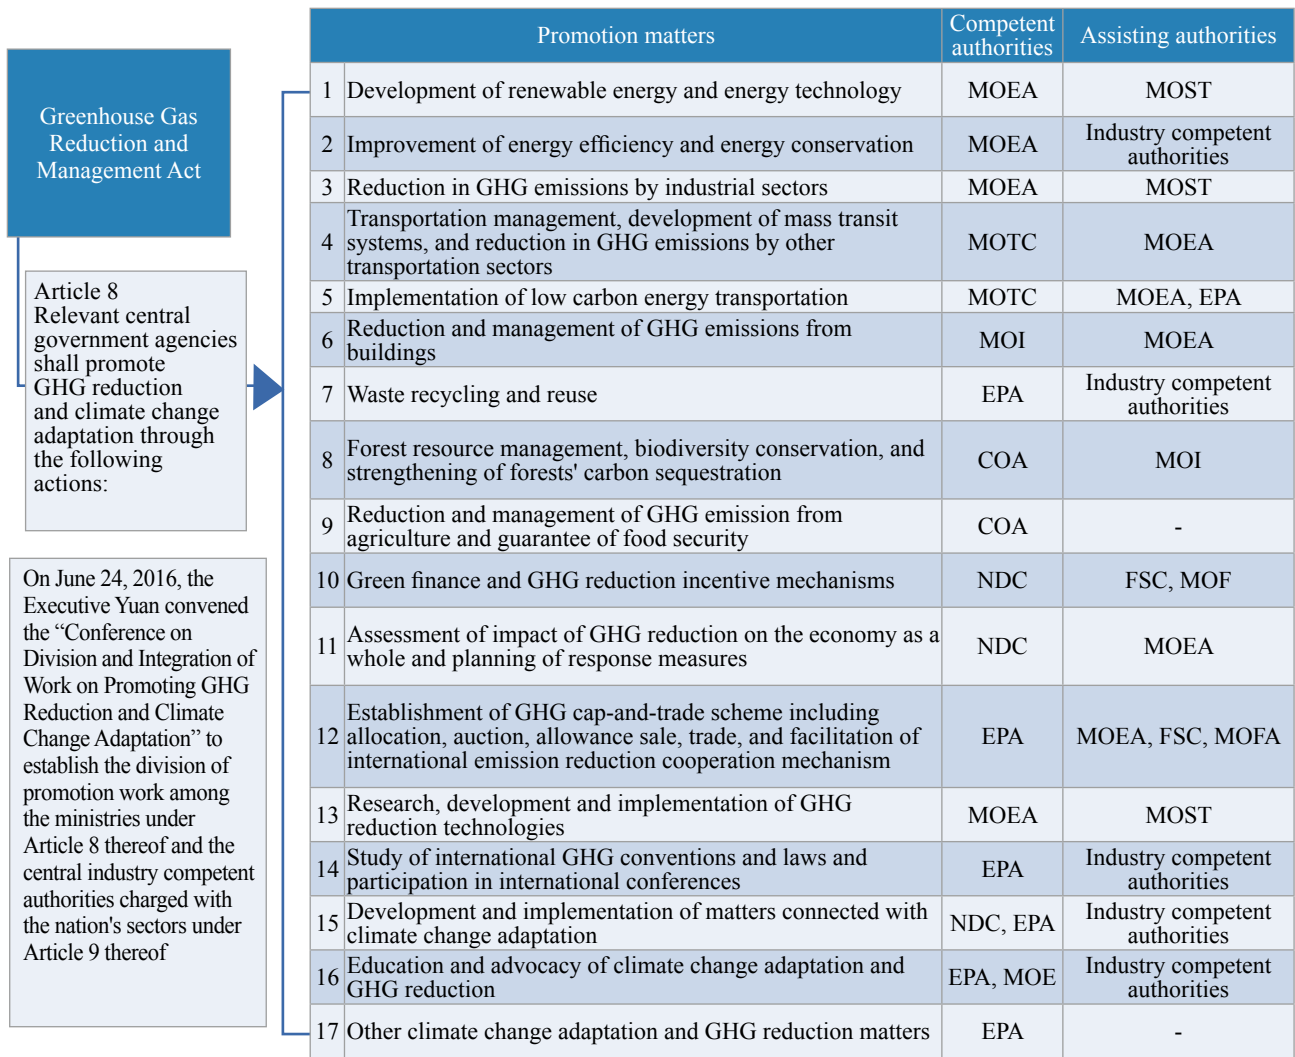 Greenhouse Gas
Reduction and
Management Act
Article 8
Relevant central
government agencies
shall promote
GHG reduction
and climate change
adaptation through
the following
actions:
On June 24, 2016, the
Executive Yuan convened
the “Conference on
Division and Integration of
Work on Promoting GHG
Reduction and Climate
Change Adaptation” to
establish the division of
promotion work among
the ministries under
Article 8 thereof and the
central industry competent
authorities charged with
the nation's sectors under
Article 9 thereof
Promotion matters
Competent
authorities
Assisting authorities
1 Development of renewable energy and energy technology MOEA MOST
2 Improvement of energy efficiency and energy conservation MOEA Industry competent
authorities
3 Reduction in GHG emissions by industrial sectors MOEA MOST
Transportation management, development of mass transit
4 systems, and reduction in GHG emissions by other MOTC MOEA
transportation sectors
5 Implementation of low carbon energy transportation MOTC MOEA, EPA
6 Reduction and management of GHG emissions from
buildings MOI MOEA
7 Waste recycling and reuse EPA Industry competent
authorities
8 Forest resource management, biodiversity conservation, and
strengthening of forests' carbon sequestration COA MOI
9 Reduction and management of GHG emission from
agriculture and guarantee of food security COA -
10 Green finance and GHG reduction incentive mechanisms NDC FSC, MOF
11 Assessment of impact of GHG reduction on the economy as a
whole and planning of response measures NDC MOEA
Establishment of GHG cap-and-trade scheme including
12 allocation, auction, allowance sale, trade, and facilitation of EPA MOEA, FSC, MOFA
international emission reduction cooperation mechanism
13 Research, development and implementation of GHG
reduction technologies MOEA MOST
14 Study of international GHG conventions and laws and
participation in international conferences EPA Industry competent
authorities
15 Development and implementation of matters connected with
climate change adaptation NDC, EPA Industry competent
authorities
16 Education and advocacy of climate change adaptation and
GHG reduction EPA, MOE Industry competent
authorities
17 Other climate change adaptation and GHG reduction matters EPA -